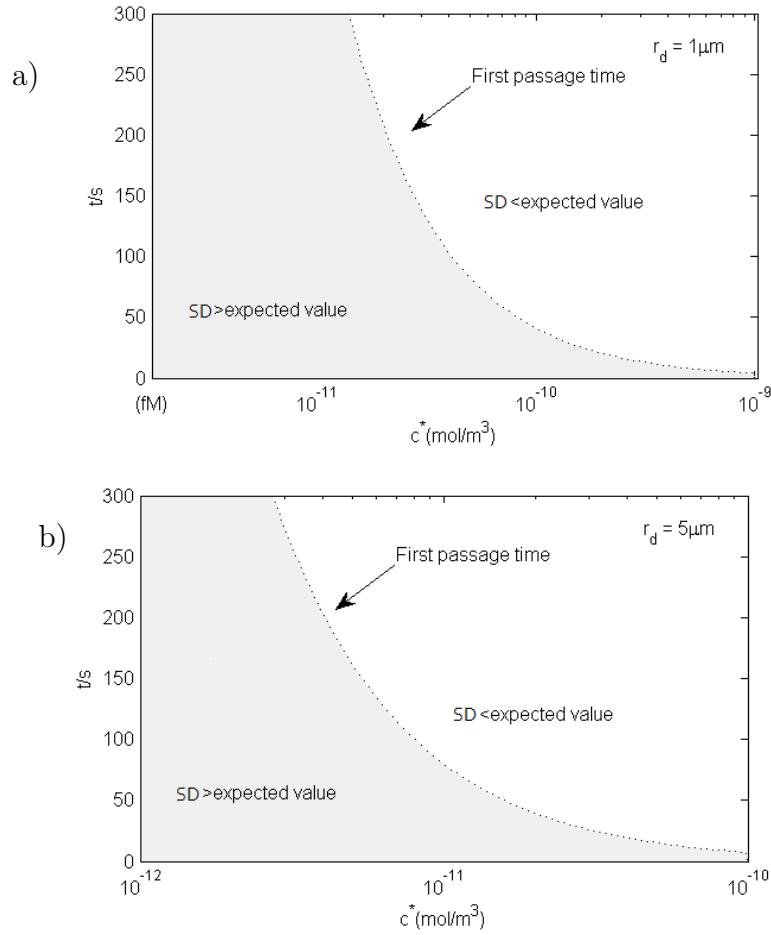 a)
r_d = 1μm
First passage time
SD <expected value
SD>expected value
t/s
300
250
200
150
100
50
0
(fM)
10^-11
10^-10
10^-9
c^*(mol/m^3)
b)
r_d = 5μm
First passage time
SD <expected value
SD>expected value
t/s
300
250
200
150
100
50
0
10^-12
10^-11
10^-10
c^*(mol/m^3)